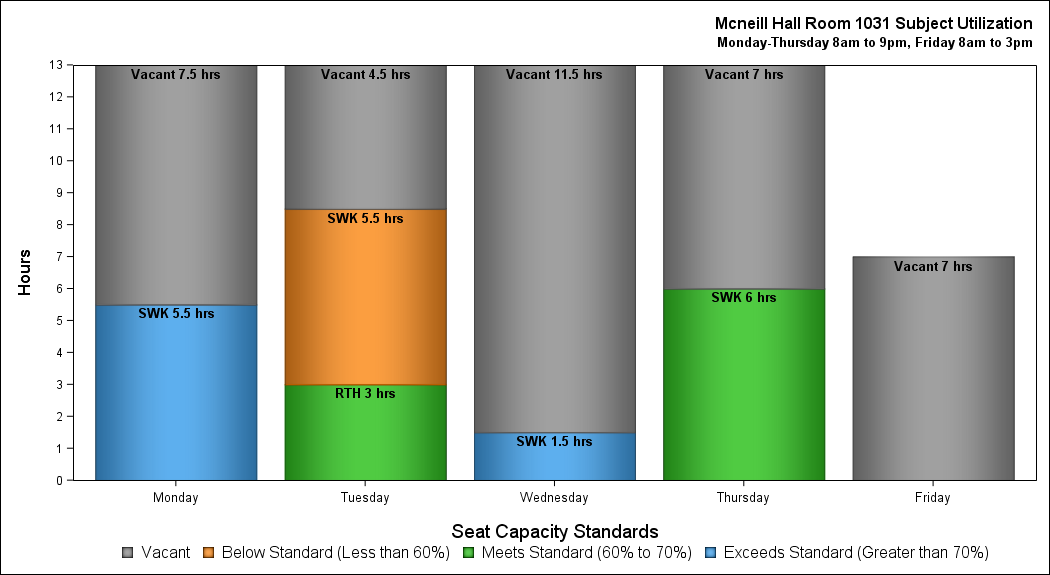 Mcneill Hall Room 1031 Subject Utilization
Monday-Thursday 8am to 9pm, Friday 8am to 3pm
Hours
13
12
11
10
9
8
7
6
5
4
3
2
1
0
Vacant 7.5 hrs
SWK 5.5 hrs
Vacant 4.5 hrs
SWK 5.5 hrs
RTH 3 hrs
Vacant 11.5 hrs
SWK 1.5 hrs
Vacant 7 hrs
SWK 6 hrs
Vacant 7 hrs
Monday Tuesday Wednesday Thursday Friday
Seat Capacity Standards
Vacant Below Standard (Less than 60%) Meets Standard (60% to 70%) Exceeds Standard (Greater than 70%)